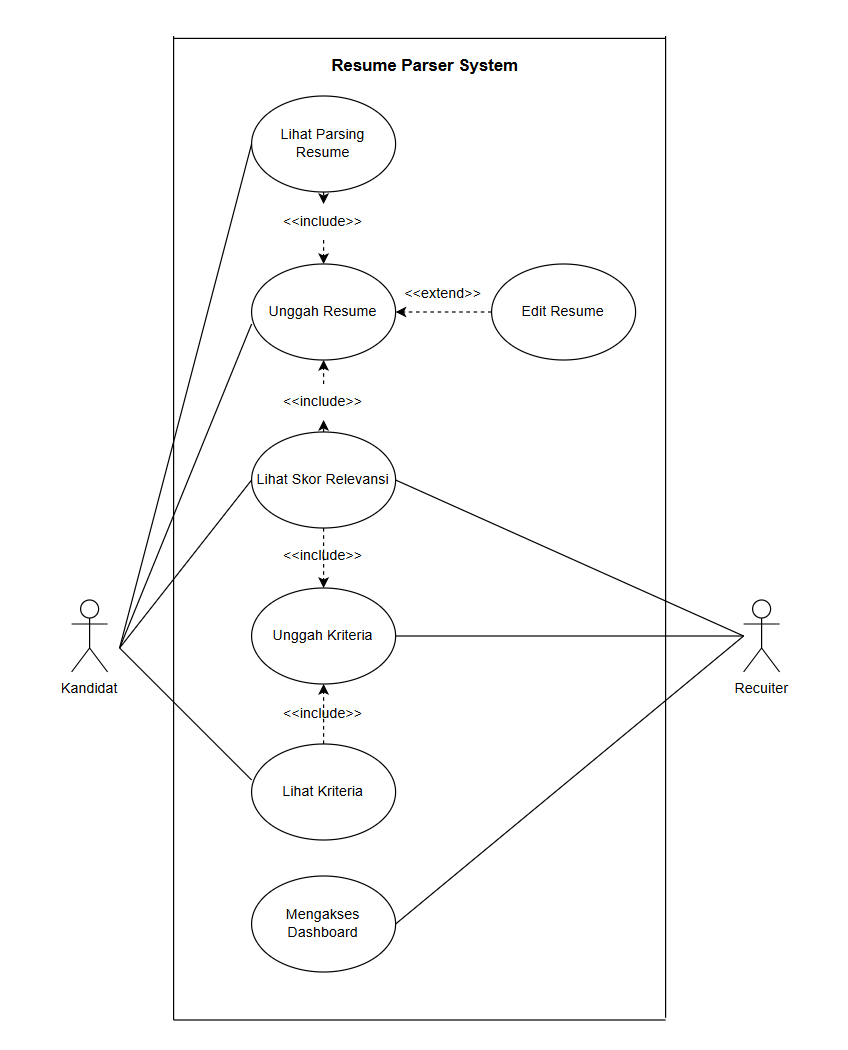 Resume Parser System
Lihat Parsing
Resume
<<include>>
Unggah Resume
<<extend>>
Edit Resume
<<include>>
Lihat Skor Relevansi
<<include>>
Unggah Kriteria
Kandidat
Recuiter
<<include>>
Lihat Kriteria
Mengakses
Dashboard